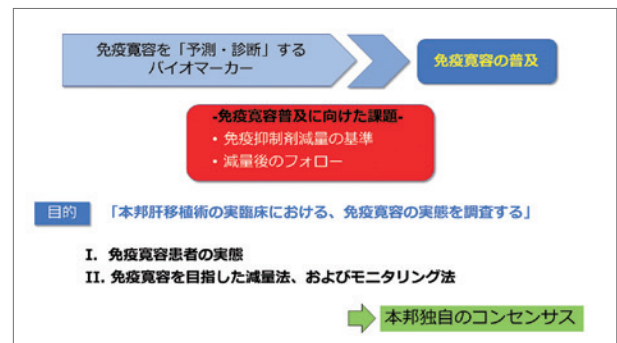 免疫寛容を「予測・診断」する
バイオマーカー
免疫寛容の普及
-免疫寛容普及に向けた課題-
・免疫抑制剤減量の基準
・減量後のフォロー
目的
「本邦肝移植術の実臨床における、免疫寛容の実態を調査する」
I. 免疫寛容患者の実態
II. 免疫寛容を目指した減量法、およびモニタリング法
本邦独自のコンセンサス